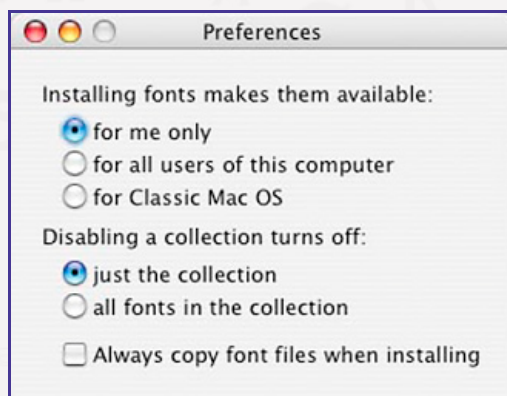 Preferences
Installing fonts makes them available:
for me only
for all users of this computer
for Classic Mac OS
Disabling a collection turns off:
just the collection
all fonts in the collection
Always copy font files when installing